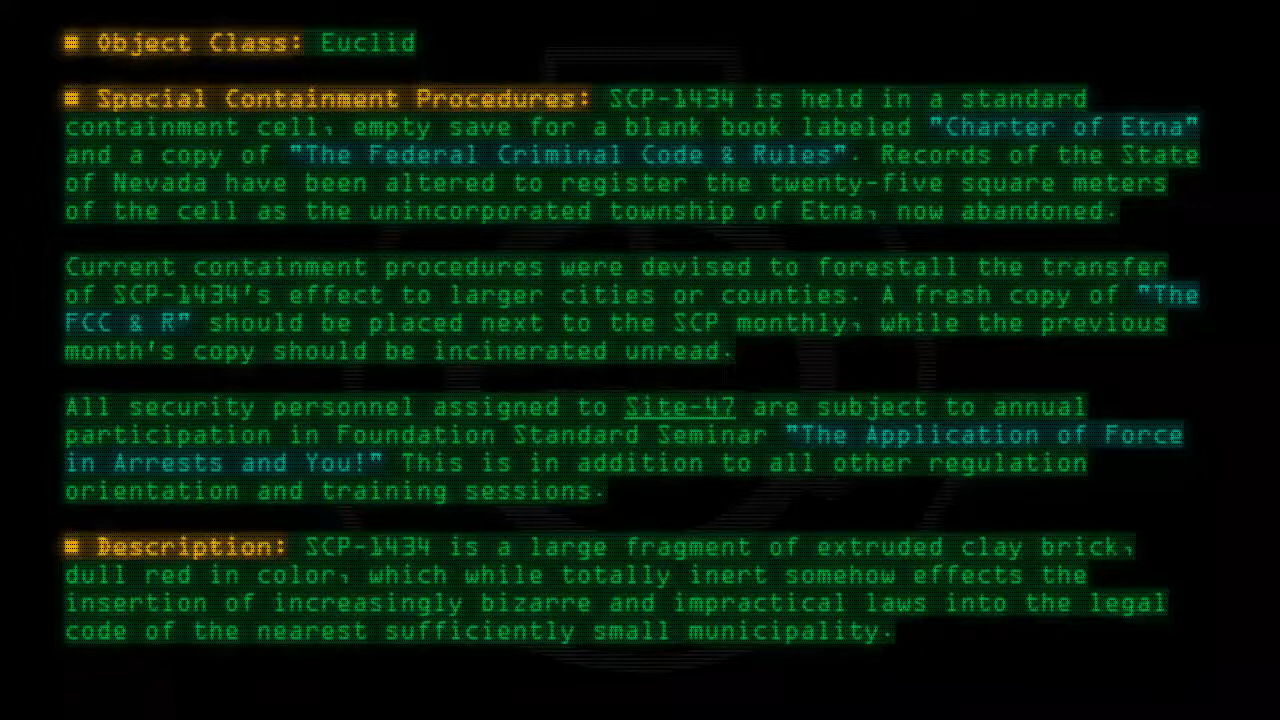 ■ Object Class: Euclid
■ Special Containment Procedures: SCP-1434 is held in a standard
containment cell, empty save for a blank book labeled "Charter of Etna"
and a copy of "The Federal Criminal Code & Rules". Records of the State
of Nevada have been altered to register the twenty-five square meters
of the cell as the unincorporated township of Etna, now abandoned.
Current containment procedures were devised to forestall the transfer
of SCP-1434's effect to larger cities or counties. A fresh copy of "The
FCC & R" should be placed next to the SCP monthly, while the previous
month's copy should be incinerated unread.
All security personnel assigned to Site-47 are subject to annual
participation in Foundation Standard Seminar "The Application of Force
in Arrests and You!" This is in addition to all other regulation
orientation and training sessions.
■ Description: SCP-1434 is a large fragment of extruded clay brick,
dull red in color, which while totally inert somehow effects the
insertion of increasingly bizarre and impractical laws into the legal
code of the nearest sufficiently small municipality.